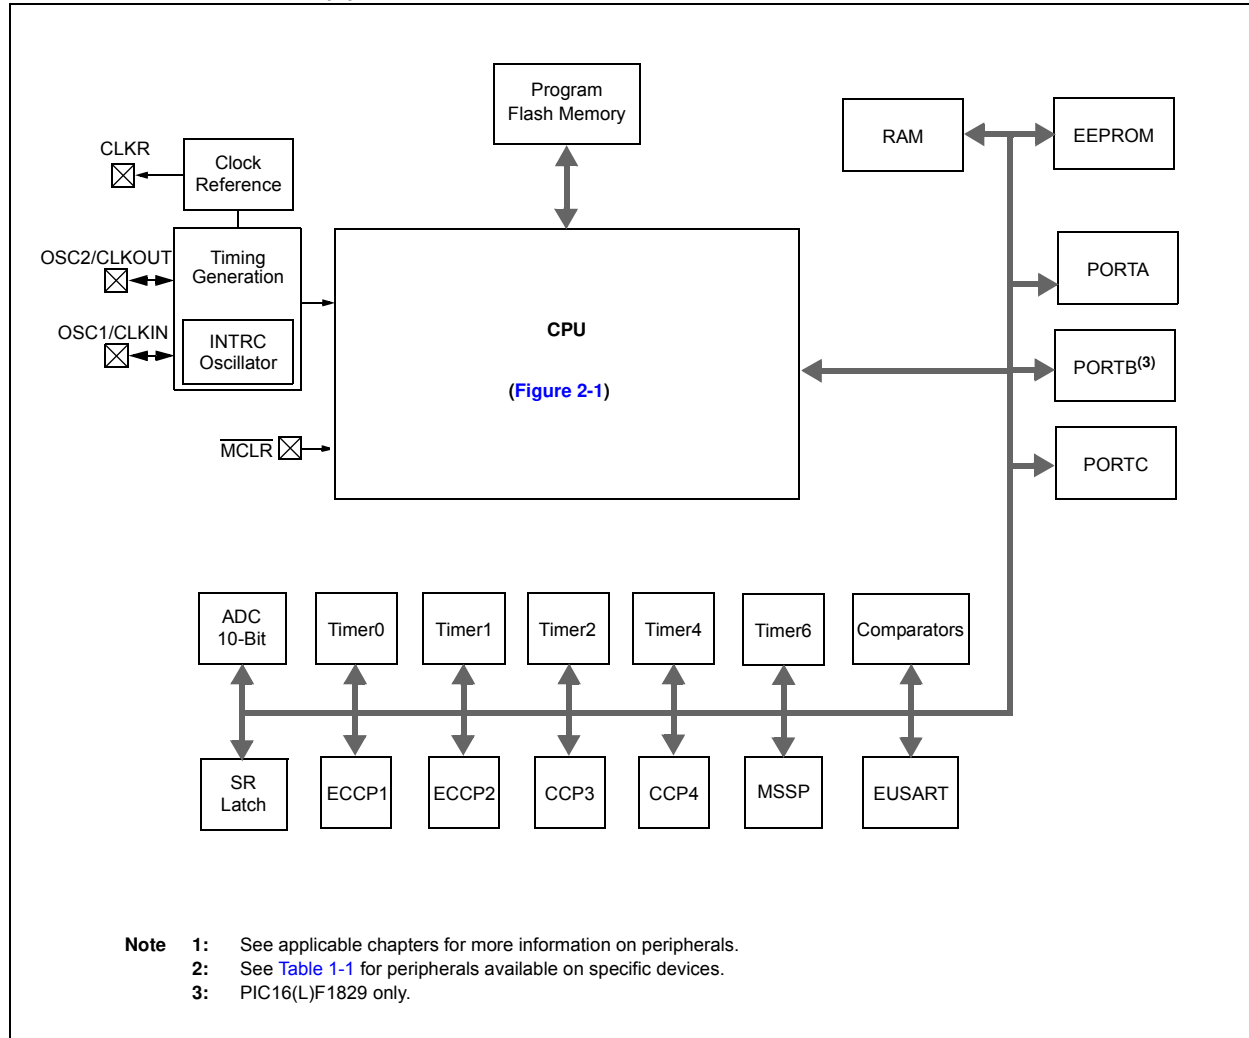 Program
Flash Memory
RAM
EEPROM
CLKR
Clock
Reference
OSC2/CLKOUT
Timing
Generation
PORTA
OSC1/CLKIN
INTRC
Oscillator
CPU
(Figure 2-1)
PORTB(3)
MCLR
PORTC
ADC
10-Bit
Timer0
Timer1
Timer2
Timer4
Timer6
Comparators
SR
Latch
ECCP1
ECCP2
CCP3
CCP4
MSSP
EUSART
Note 1: See applicable chapters for more information on peripherals.
2: See Table 1-1 for peripherals available on specific devices.
3: PIC16(L)F1829 only.